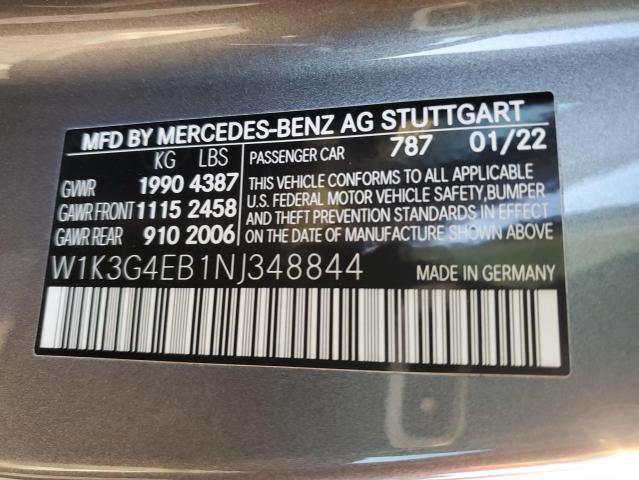 MFD BY MERCEDES-BENZ AG STUTTGART
KG LBS PASSENGER CAR 787 01/22
GVWR 1990 4387
GAWR FRONT 1115 2458
GAWR REAR 910 2006
THIS VEHICLE CONFORMS TO ALL APPLICABLE
U.S. FEDERAL MOTOR VEHICLE SAFETY,BUMPER
AND THEFT PREVENTION STANDARDS IN EFFECT
ON THE DATE OF MANUFACTURE SHOWN ABOVE.
W1K3G4EB1NJ348844 MADE IN GERMANY